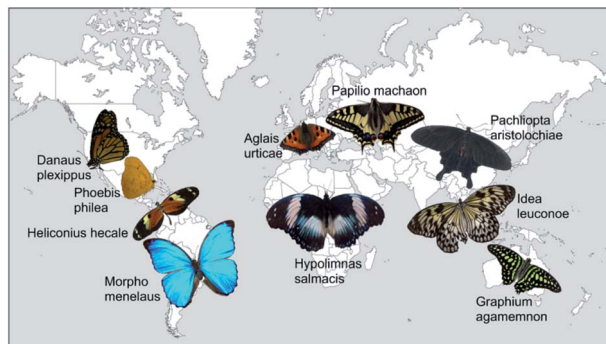 Papilio machaon
Aglais
urticae
Pachliopta
aristolochiae
Danaus
plexippus
Phoebis
philea
Heliconius hecale
Idea
leuconoe
Hypolimnas
salmacis
Morpho
menelaus
Graphium
agamemnon